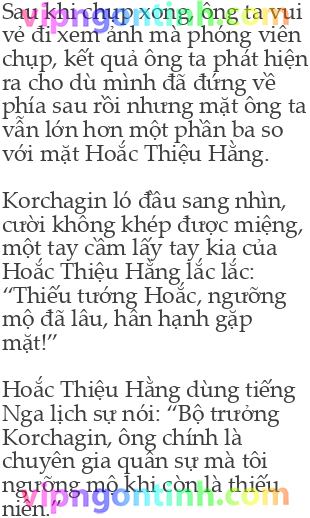 Sau khi chụp xong, ông ta vui
vẻ đi xem ảnh mà phóng viên
chụp, kết quả ông ta phát hiện
ra cho dù mình đã đứng về
phía sau rồi nhưng mặt ông ta
vẫn lớn hơn một phần ba so
với mặt Hoắc Thiệu Hằng.
Korchagin ló đầu sang nhìn,
cười không khép được miệng,
một tay cầm lấy tay kia của
Hoắc Thiệu Hằng lắc lắc:
“Thiếu tướng Hoắc, ngưỡng
mộ đã lâu, hân hạnh gặp
mặt!”
Hoắc Thiệu Hằng dùng tiếng
Nga lịch sự nói: “Bộ trưởng
Korchagin, ông chính là
chuyên gia quân sự mà tôi
ngưỡng mộ khi còn là thiếu
niên.”
vipngontinh.com
vipngontinh.com